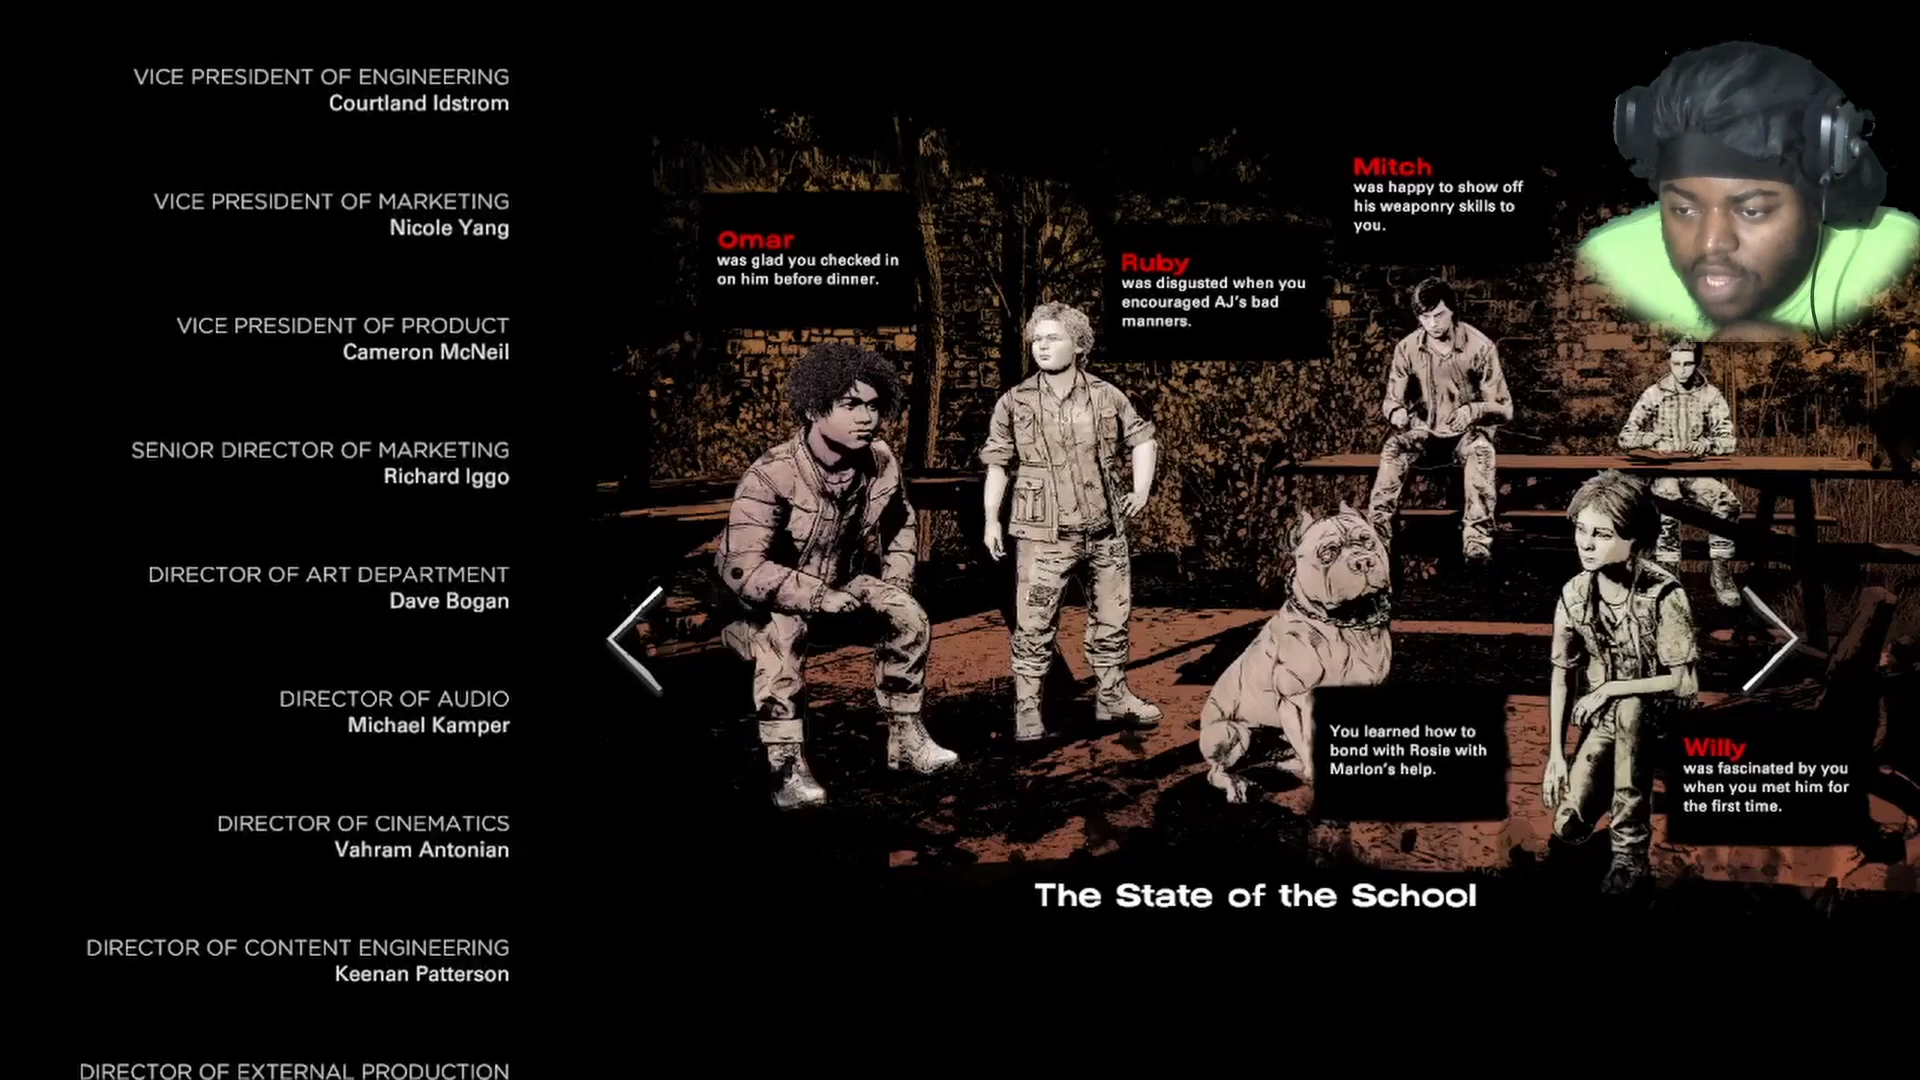 VICE PRESIDENT OF ENGINEERING
Courtland Idstrom
VICE PRESIDENT OF MARKETING
Nicole Yang
VICE PRESIDENT OF PRODUCT
Cameron McNeil
SENIOR DIRECTOR OF MARKETING
Richard Iggo
DIRECTOR OF ART DEPARTMENT
Dave Bogan
DIRECTOR OF AUDIO
Michael Kamper
DIRECTOR OF CINEMATICS
Vahram Antonian
DIRECTOR OF CONTENT ENGINEERING
Keenan Patterson
DIRECTOR OF EXTERNAL PRODUCTION
Omar
was glad you checked in
on him before dinner.
Ruby
was disgusted when you
encouraged AJ's bad
manners.
Mitch
was happy to show off
his weaponry skills to
you.
You learned how to
bond with Rosie with
Marlon's help.
Willy
was fascinated by you
when you met him for
the first time.
The State of the School